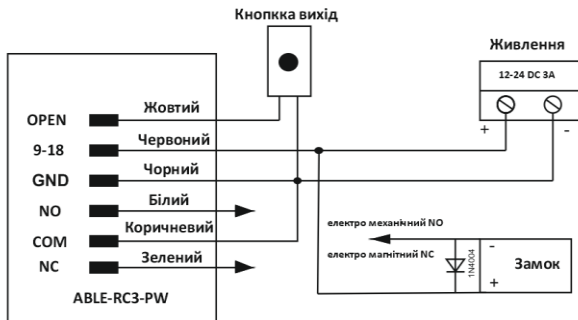 Кнопкка вихід
Живлення
12-24 DC 3A
+ -
OPEN Жовтий
9-18 Червоний
GND Чорний
NO Білий
COM Коричневий
NC Зелений
ABLE-RC3-PW
електро механічний NO
електро магнітний NC
1N4004
-
Замок
+